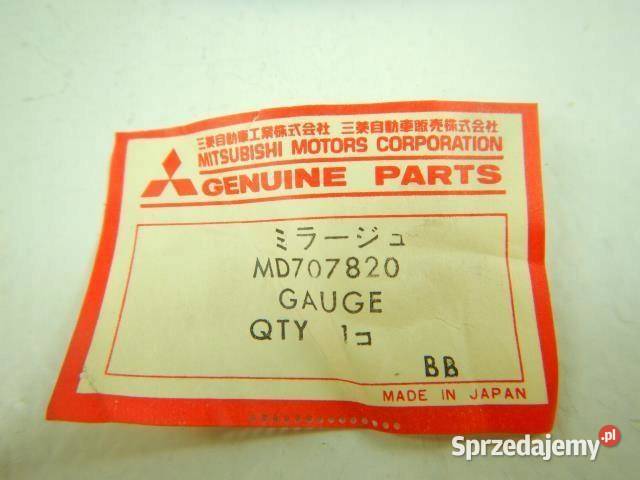 三菱自動車工業株式会社 三菱自動車販売株式会社
MITSUBISHI MOTORS CORPORATION
GENUINE PARTS
ミラージュ
MD707820
GAUGE
QTY 1コ
BB
MADE IN JAPAN
Sprzedajemy.pl